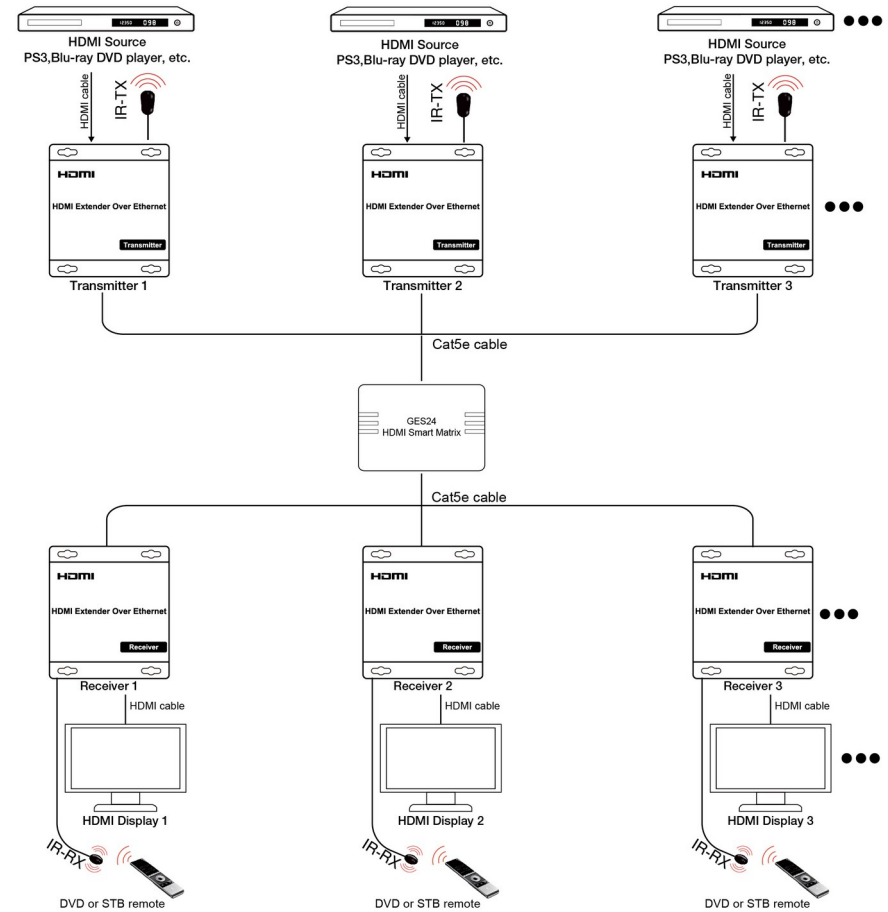 12350 098
12350 098
12350 098
HDMI Source
PS3,Blu-ray DVD player, etc.
HDMI Source
PS3,Blu-ray DVD player, etc.
HDMI Source
PS3,Blu-ray DVD player, etc.
HDMI cable
IR-TX
HDMI cable
IR-TX
HDMI cable
IR-TX
HDMI
HDMI Extender Over Ethernet
Transmitter
Transmitter 1
HDMI
HDMI Extender Over Ethernet
Transmitter
Transmitter 2
HDMI
HDMI Extender Over Ethernet
Transmitter
Transmitter 3
Cat5e cable
GES24
HDMI Smart Matrix
Cat5e cable
HDMI
HDMI Extender Over Ethernet
Receiver
Receiver 1
HDMI
HDMI Extender Over Ethernet
Receiver
Receiver 2
HDMI
HDMI Extender Over Ethernet
Receiver
Receiver 3
HDMI cable
HDMI cable
HDMI cable
HDMI Display 1
HDMI Display 2
HDMI Display 3
IR-RX
IR-RX
IR-RX
DVD or STB remote
DVD or STB remote
DVD or STB remote